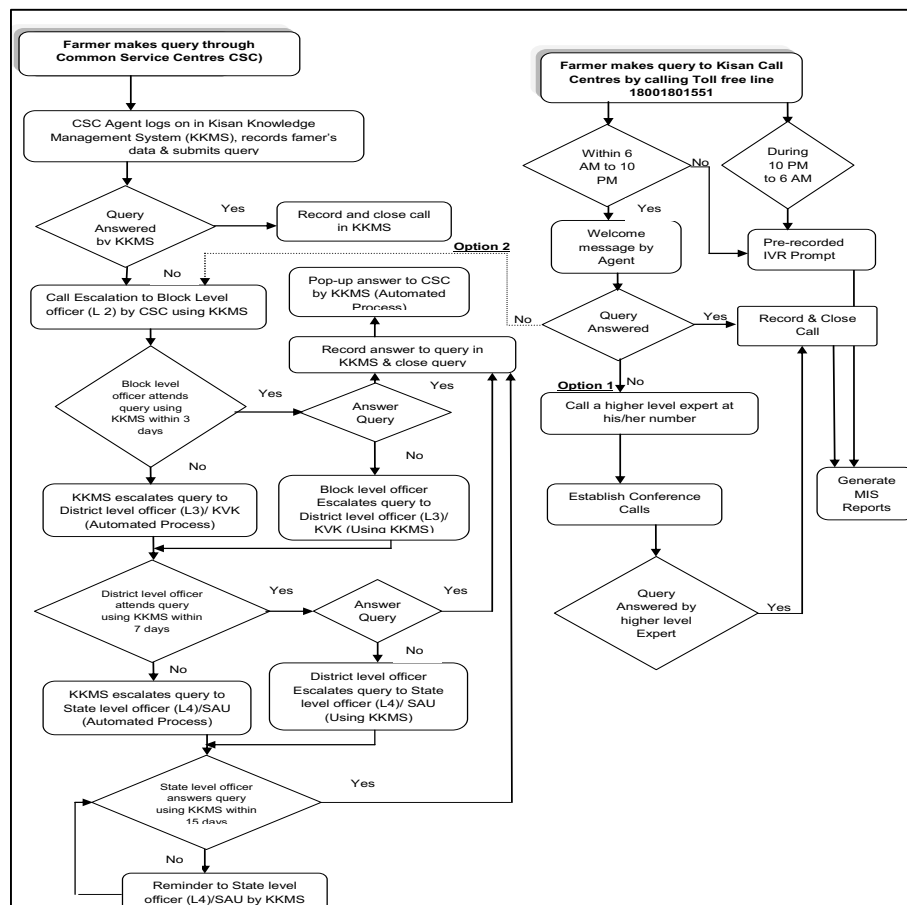 Farmer makes query through
Common Service Centres CSC)
CSC Agent logs on in Kisan Knowledge
Management System (KKMS), records famer's
data & submits query
Query
Answered
by KKMS
Yes
Record and close call
in KKMS
No
Call Escalation to Block Level
officer (L 2) by CSC using KKMS
Option 2
Pop-up answer to CSC
by KKMS (Automated
Process)
Record answer to query in
KKMS & close query
Block level
officer attends
query using
KKMS within 3
days
Yes
Answer
Query
Yes
No
No
KKMS escalates query to
District level officer (L3)/ KVK
(Automated Process)
Block level officer
Escalates query to
District level officer (L3)/
KVK (Using KKMS)
District level officer
attends query
using KKMS within
7 days
Yes
Answer
Query
Yes
No
No
KKMS escalates query to
State level officer (L4)/SAU
(Automated Process)
District level officer
Escalates query to State
level officer (L4)/ SAU
(Using KKMS)
State level officer
answers query
using KKMS within
15 days
Yes
No
Reminder to State level
officer (L4)/SAU by KKMS
Farmer makes query to Kisan Call
Centres by calling Toll free line
18001801551
Within 6
AM to 10
PM
No
During
10 PM
to 6 AM
Yes
Welcome
message by
Agent
Pre-recorded
IVR Prompt
No
Query
Answered
Yes
Record & Close
Call
Option 1
No
Call a higher level expert at
his/her number
Establish Conference
Calls
Generate
MIS
Reports
Query
Answered by
higher level
Expert
Yes